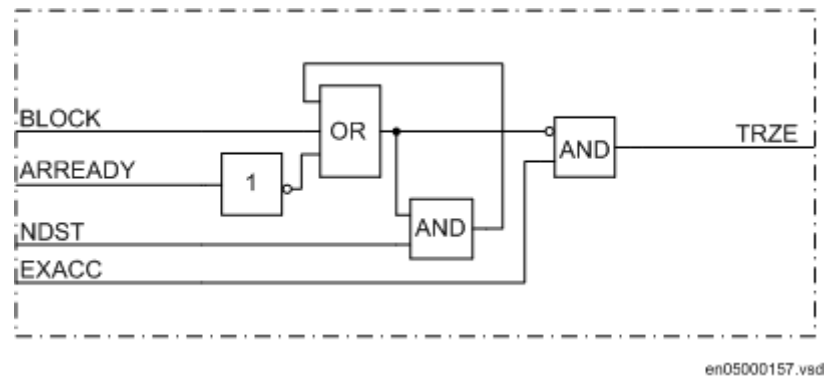 BLOCK
OR
AND
TRZE
ARREADY
1
NDST
AND
EXACC
en05000157.vsd